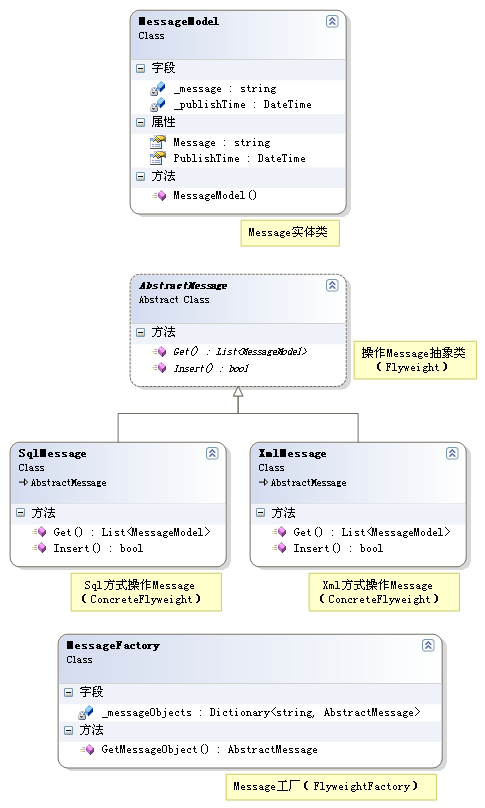 MessageModel
Class
字段
_message : string
_publishTime : DateTime
属性
Message : string
PublishTime : DateTime
方法
MessageModel()
Message实体类
AbstractMessage
Abstract Class
方法
Get() : List<MessageModel>
Insert() : bool
操作Message抽象类
（Flyweight）
SqlMessage
Class
AbstractMessage
方法
Get() : List<MessageModel>
Insert() : bool
Sql方式操作Message
（ConcreteFlyweight）
XmlMessage
Class
AbstractMessage
方法
Get() : List<MessageModel>
Insert() : bool
Xml方式操作Message
（ConcreteFlyweight）
MessageFactory
Class
字段
_messageObjects : Dictionary<string, AbstractMessage>
方法
GetMessageObject() : AbstractMessage
Message工厂（FlyweightFactory）